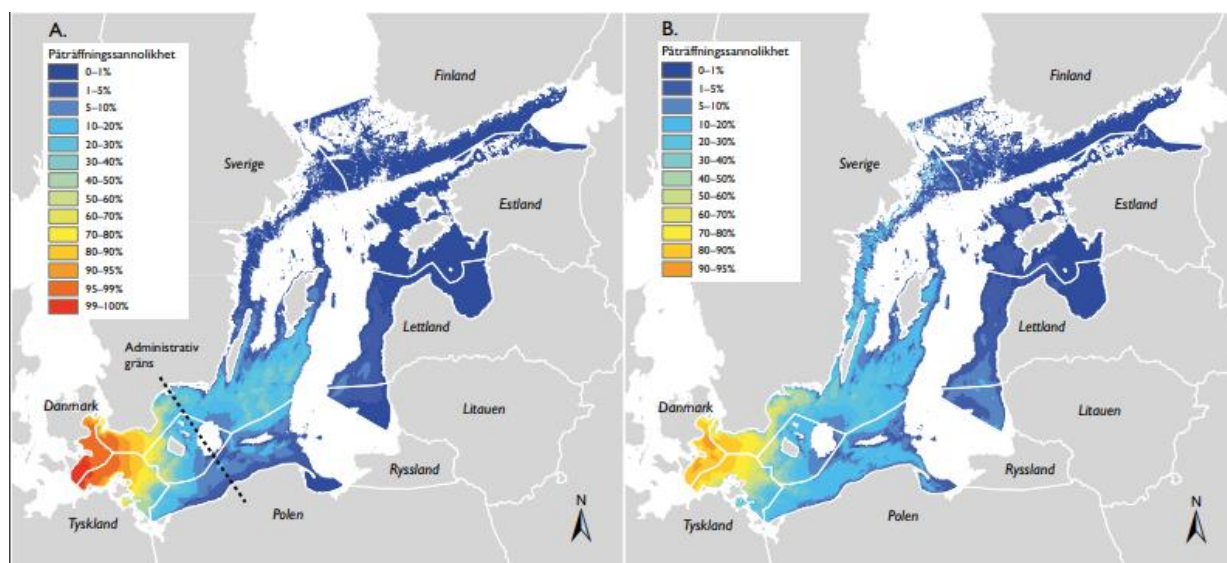 A.
Påträffningssannolikhet
0–1%
1–5%
5–10%
10–20%
20–30%
30–40%
40–50%
50–60%
60–70%
70–80%
80–90%
90–95%
95–99%
99–100%
Finland
Sverige
Estland
Lettland
Administrativ
gräns
Danmark
Litauen
Ryssland
Tyskland
Polen
N
B.
Påträffningssannolikhet
0–1%
1–5%
5–10%
10–20%
20–30%
30–40%
40–50%
50–60%
60–70%
70–80%
80–90%
90–95%
Finland
Sverige
Estland
Lettland
Danmark
Litauen
Ryssland
Tyskland
Polen
N